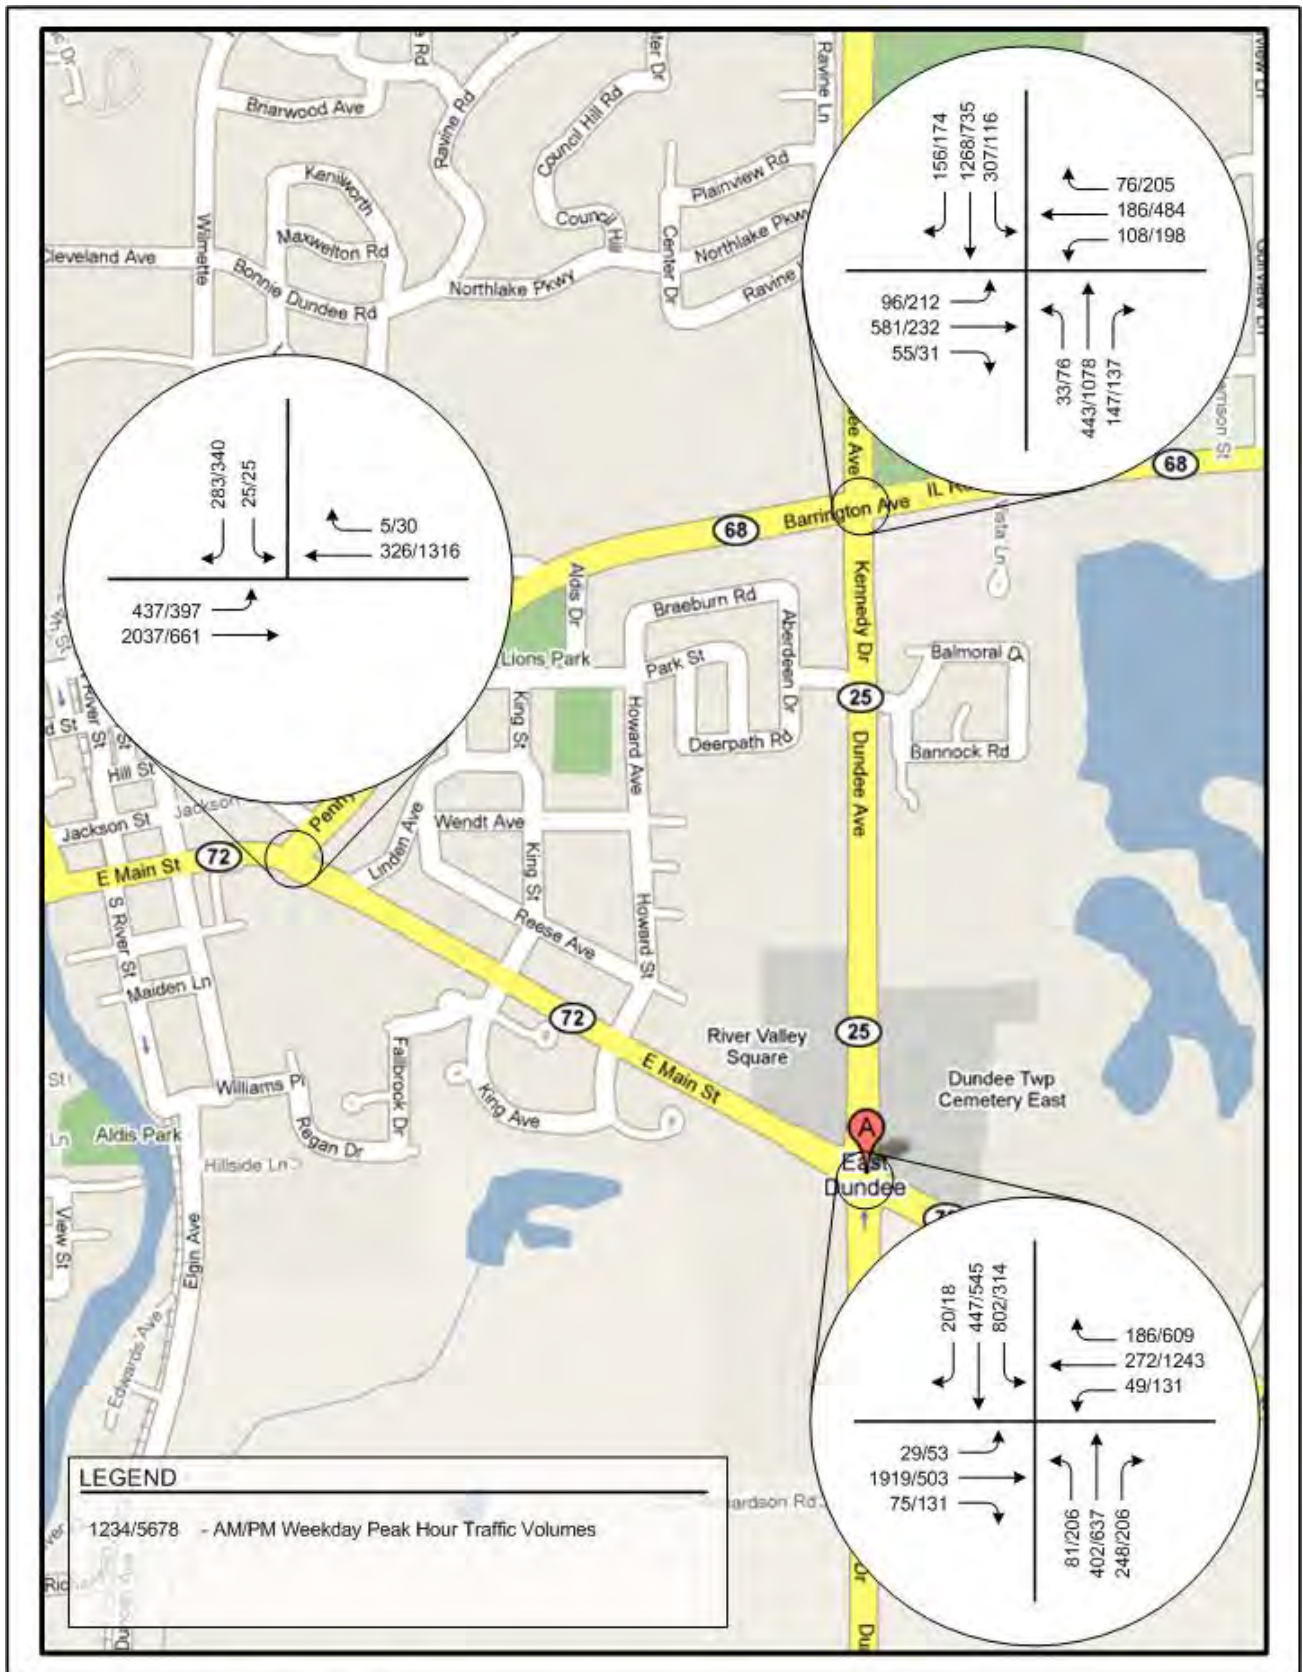 Briarwood Ave
Ravine Rd
Council Hill Rd
Ravine Ln
Plainview Rd
Kenilworth
Council Hill
Center Dr
Northlake Pkwy
Maxwelton Rd
Wilmette
Cleveland Ave
Bonnie Dundee Rd
Northlake Pkwy
Ravine
156/174
1268/735
307/116
76/205
186/484
108/198
96/212
581/232
55/31
33/76
443/1078
147/137
283/340
25/25
5/30
326/1316
437/397
2037/661
68
68
Barrington Ave
Vista Ln
Aldis Dr
Braeburn Rd
Aberdeen Dr
Kennedy Dr
Balmoral
Lions Park
Park St
25
King St
Howard Ave
Deerpath Rd
Bannock Rd
Dundee Ave
River St
Hill St
Jackson
Jackson St
Penny
Linden Ave
Wendt Ave
72
E Main St
King St
S River St
Reese Ave
Howard St
Maiden Ln
72
25
River Valley
Square
E Main St
Failbrook Dr
Williams Pl
King Ave
Dundee Twp
Cemetery East
Aldis Park
Regan Dr
Hillside Ln
A
East
Dundee
View St
Elgin Ave
Edwards Ave
20/18
447/545
802/314
186/609
272/1243
49/131
29/53
1919/503
75/131
81/206
402/637
248/206
LEGEND
1234/5678 - AM/PM Weekday Peak Hour Traffic Volumes